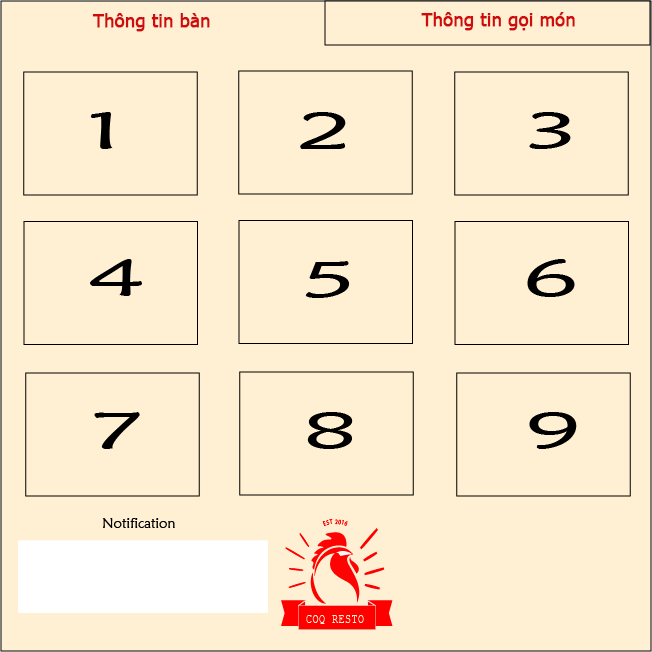 Thông tin bàn
Thông tin gọi món
1 2 3
4 5 6
7 8 9
Notification
EST 2016
COQ RESTO